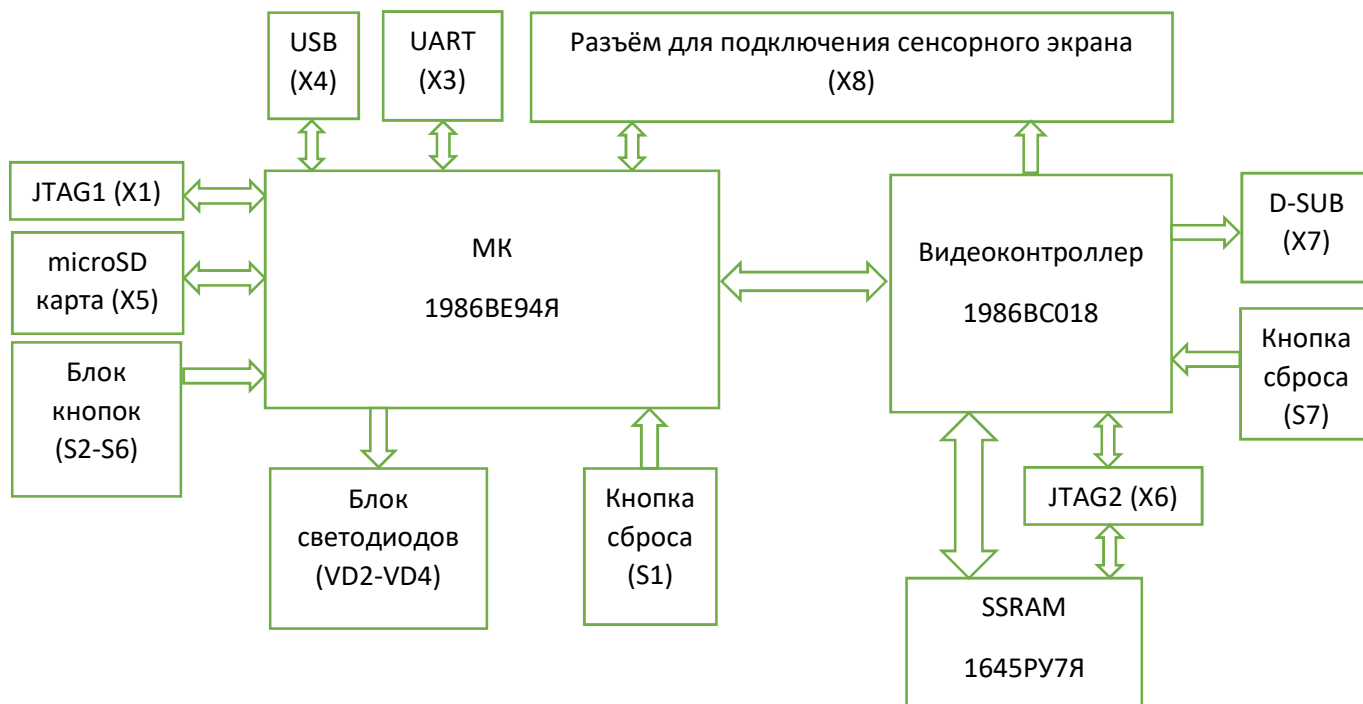 USB
(X4)
UART
(X3)
Разъём для подключения сенсорного экрана
(X8)
JTAG1 (X1)
microSD
карта (X5)
Блок
кнопок
(S2-S6)
МК
1986ВЕ94Я
Видеоконтроллер
1986ВС018
D-SUB
(X7)
Кнопка
сброса
(S7)
Блок
светодиодов
(VD2-VD4)
Кнопка
сброса
(S1)
JTAG2 (X6)
SSRAM
1645РУ7Я